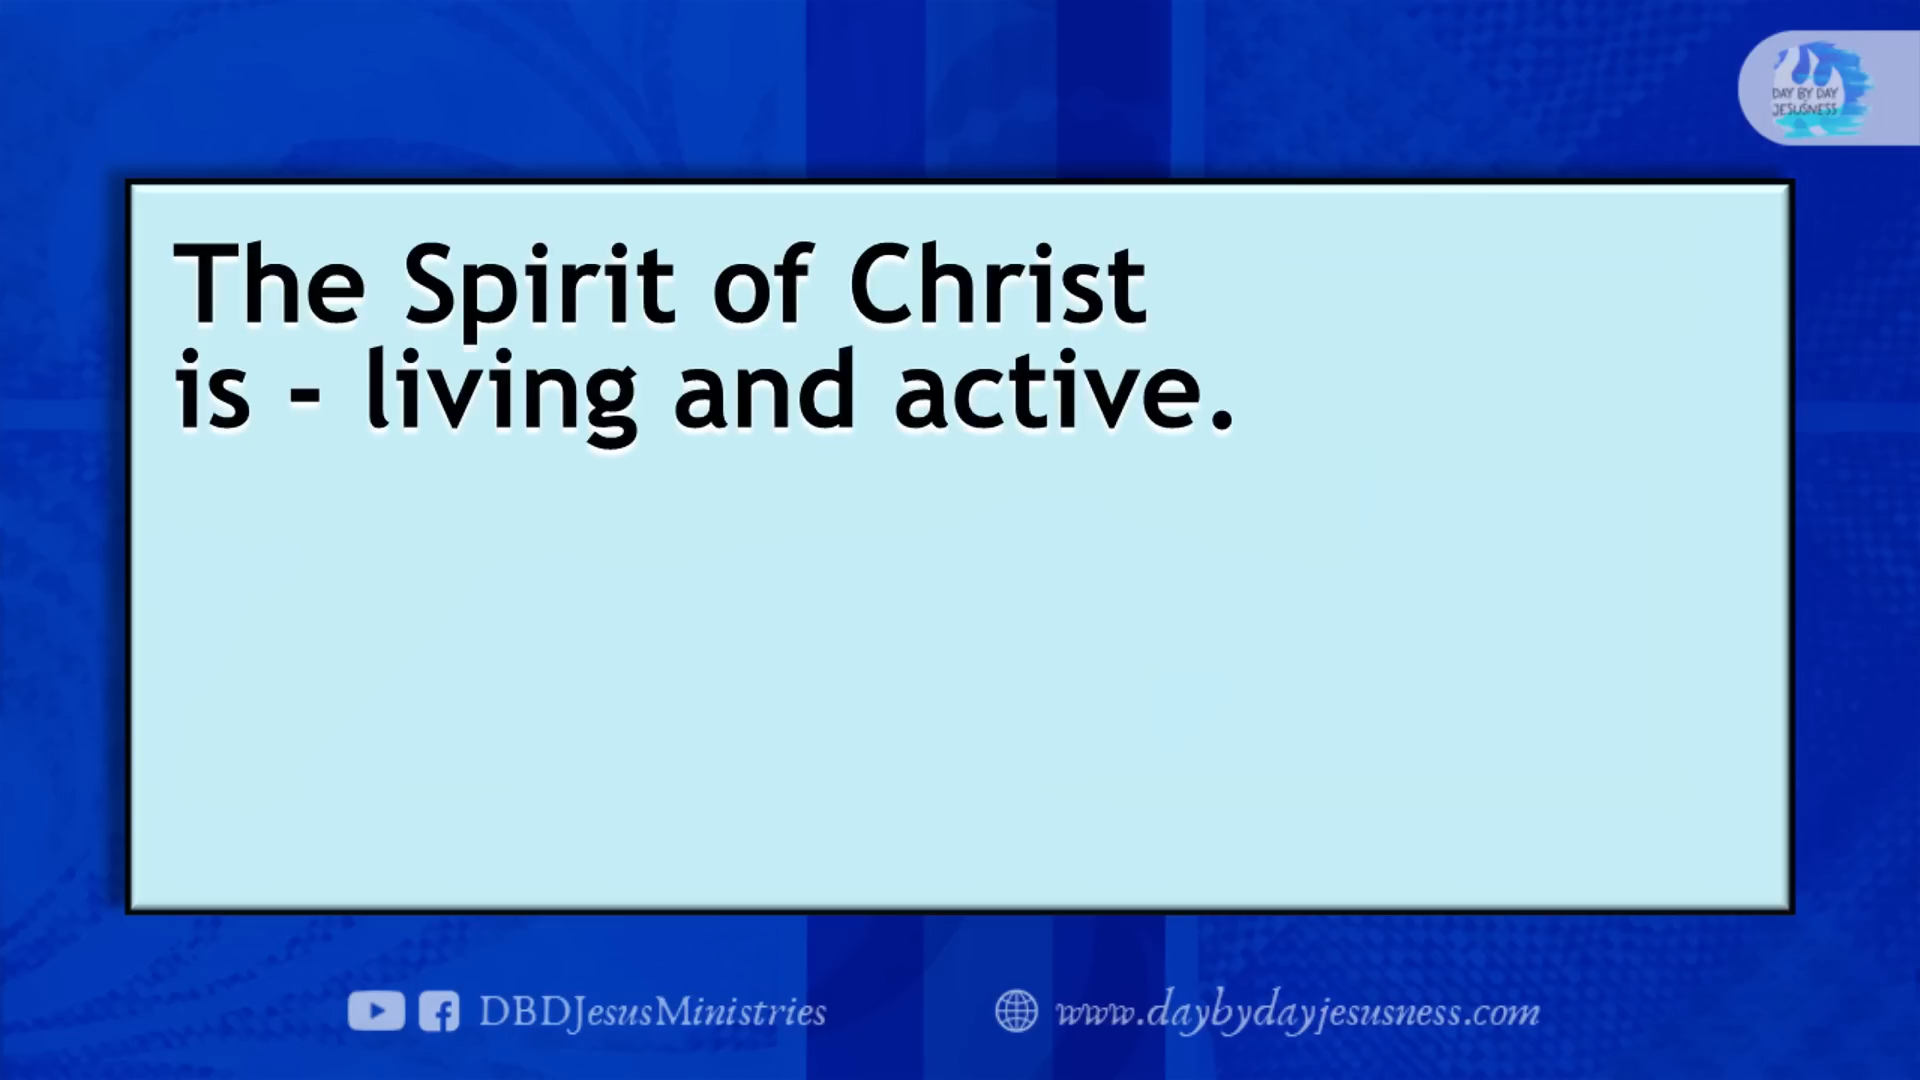 DAY BY DAY
JESUSNESS
The Spirit of Christ
is - living and active.
DBDJesusMinistries
www.daybydayjesusness.com